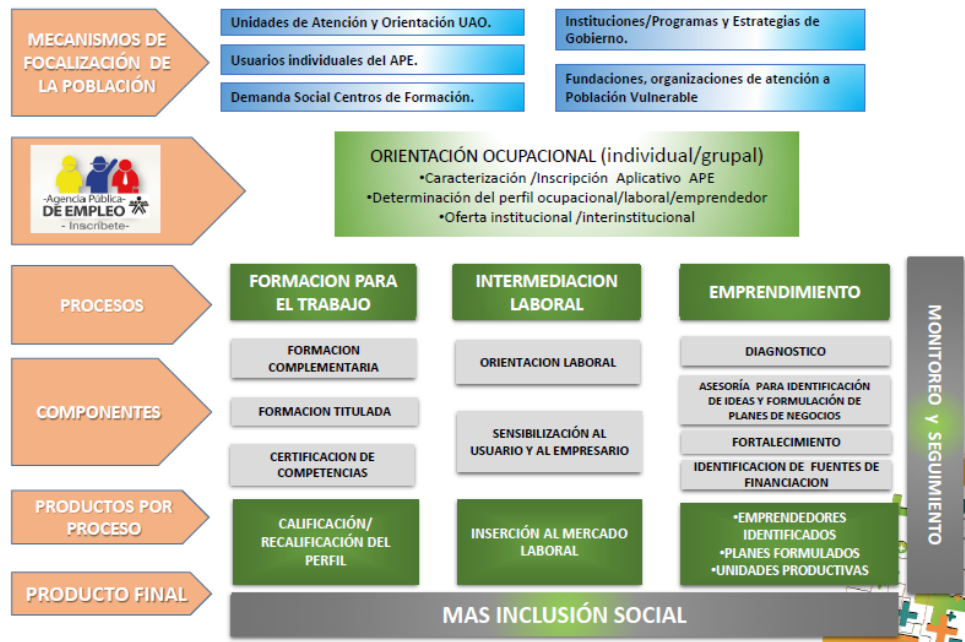 MECANISMOS DE
FOCALIZACIÓN DE
LA POBLACIÓN
Unidades de Atención y Orientación UAO.
Usuarios individuales del APE.
Demanda Social Centros de Formación.
Instituciones/Programas y Estrategias de
Gobierno.
Fundaciones, organizaciones de atención a
Población Vulnerable
-Agencia Pública-
DE EMPLEO
- Inscríbete-
ORIENTACIÓN OCUPACIONAL (individual/grupal)
•Caracterización /Inscripción Aplicativo APE
•Determinación del perfil ocupacional/laboral/emprendedor
•Oferta institucional /interinstitucional
PROCESOS
FORMACION PARA
EL TRABAJO
INTERMEDIACION
LABORAL
EMPRENDIMIENTO
COMPONENTES
FORMACION
COMPLEMENTARIA
FORMACION TITULADA
CERTIFICACION DE
COMPETENCIAS
ORIENTACION LABORAL
SENSIBILIZACIÓN AL
USUARIO Y AL EMPRESARIO
DIAGNOSTICO
ASESORÍA PARA IDENTIFICACIÓN
DE IDEAS Y FORMULACIÓN DE
PLANES DE NEGOCIOS
FORTALECIMIENTO
IDENTIFICACION DE FUENTES DE
FINANCIACION
PRODUCTOS POR
PROCESO
CALIFICACIÓN/
RECALIFICACIÓN DEL
PERFIL
INSERCIÓN AL MERCADO
LABORAL
•EMPRENDEDORES
IDENTIFICADOS
•PLANES FORMULADOS
•UNIDADES PRODUCTIVAS
PRODUCTO FINAL
MAS INCLUSIÓN SOCIAL
MONITOREO y SEGUIMIENTO